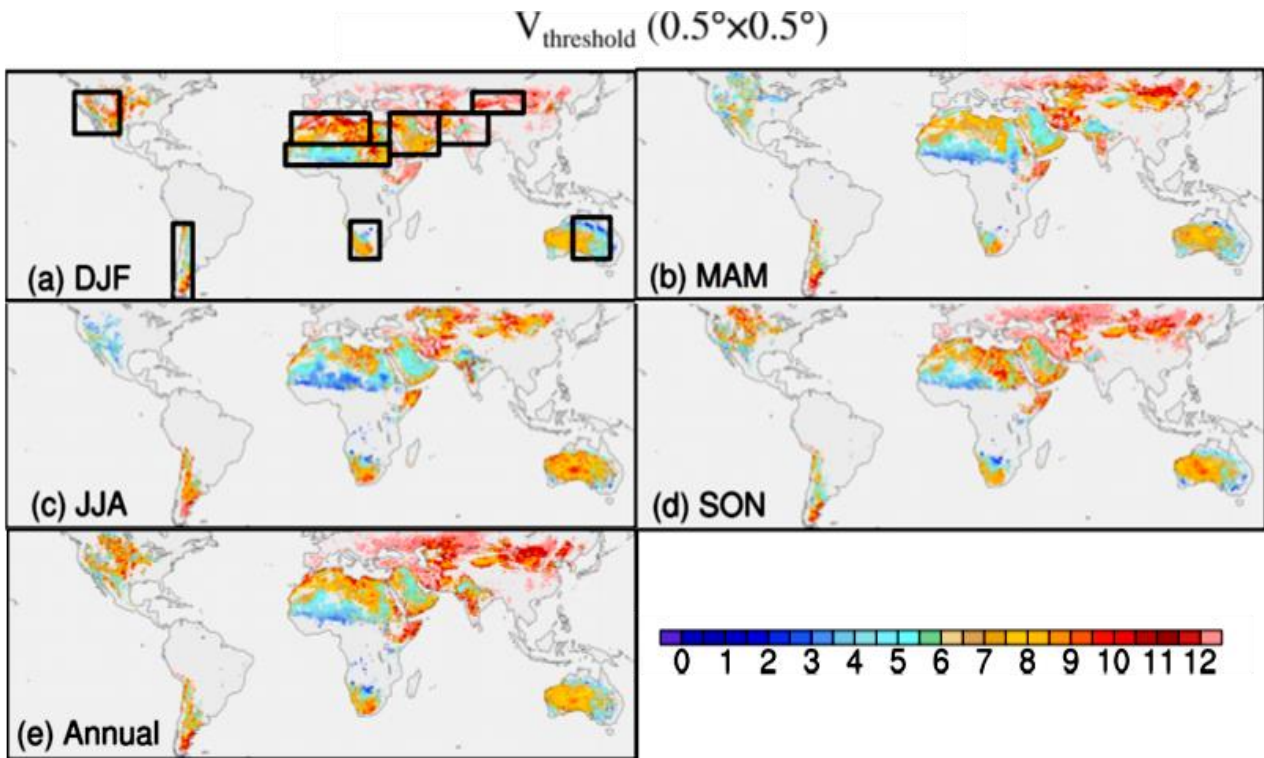 V_threshold (0.5°×0.5°)
(a) DJF
(b) MAM
(c) JJA
(d) SON
(e) Annual
0 1 2 3 4 5 6 7 8 9 10 11 12